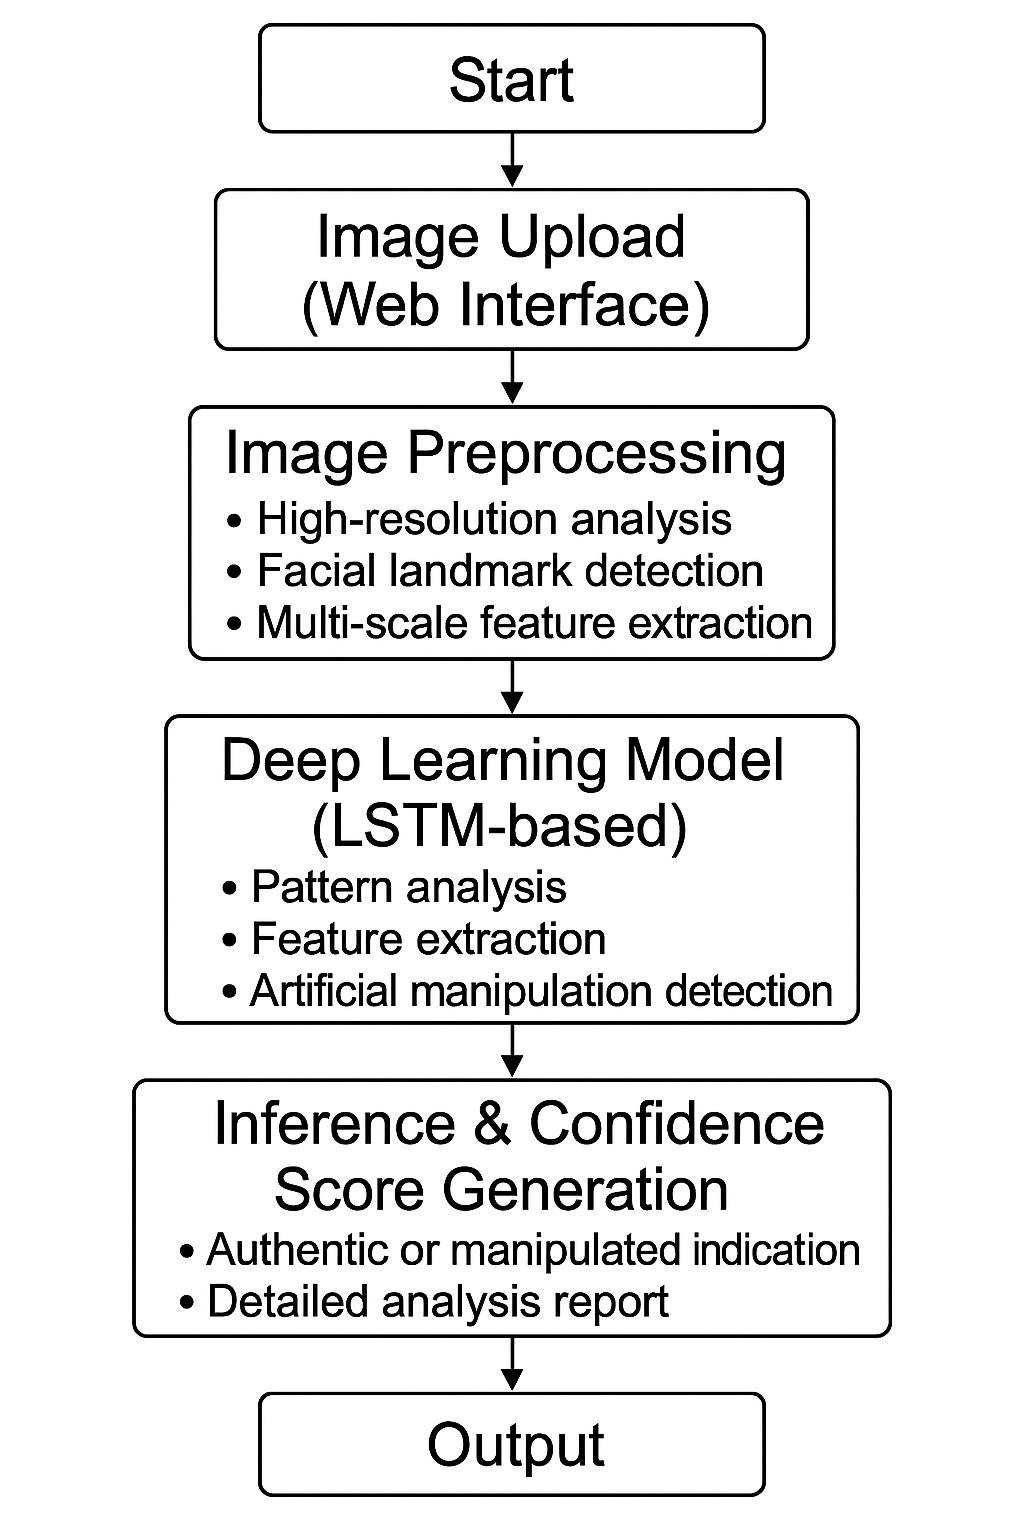 Start
Image Upload
(Web Interface)
Image Preprocessing
• High-resolution analysis
• Facial landmark detection
• Multi-scale feature extraction
Deep Learning Model
(LSTM-based)
• Pattern analysis
• Feature extraction
• Artificial manipulation detection
Inference & Confidence
Score Generation
• Authentic or manipulated indication
• Detailed analysis report
Output